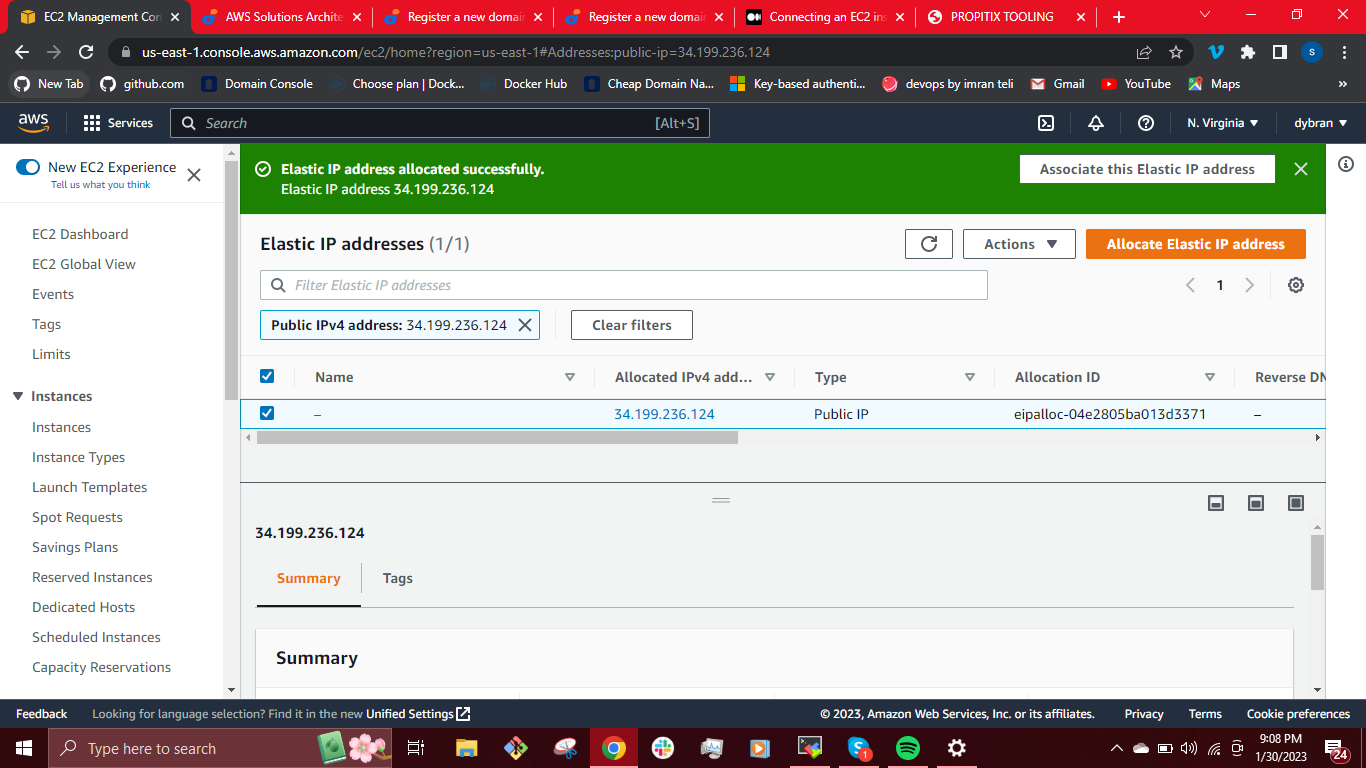 EC2 Management Con
AWS Solutions Archite
Register a new domai
Register a new domai
Connecting an EC2 ins
PROPITIX TOOLING
us-east-1.console.aws.amazon.com/ec2/home?region=us-east-1#Addresses:public-ip=34.199.236.124
S
New Tab
github.com
Domain Console
Choose plan | Dock...
Docker Hub
Cheap Domain Na...
Key-based authenti...
devops by imran teli
Gmail
YouTube
Maps
»
aws
Services
Search
[Alt+S]
N. Virginia
dybran
New EC2 Experience
Tell us what you think
EC2 Dashboard
EC2 Global View
Events
Tags
Limits
Instances
Instances
Instance Types
Launch Templates
Spot Requests
Savings Plans
Reserved Instances
Dedicated Hosts
Scheduled Instances
Capacity Reservations
Elastic IP address allocated successfully.
Elastic IP address 34.199.236.124
Associate this Elastic IP address
Elastic IP addresses (1/1)
Actions
Allocate Elastic IP address
Filter Elastic IP addresses
1
Public IPv4 address: 34.199.236.124
Clear filters
Name
Allocated IPv4 add...
Type
Allocation ID
Reverse DN
–
34.199.236.124
Public IP
eipalloc-04e2805ba013d3371
–
34.199.236.124
Summary
Tags
Summary
Feedback
Looking for language selection? Find it in the new Unified Settings
© 2023, Amazon Web Services, Inc. or its affiliates.
Privacy
Terms
Cookie preferences
Type here to search
1
9:08 PM
1/30/2023
24